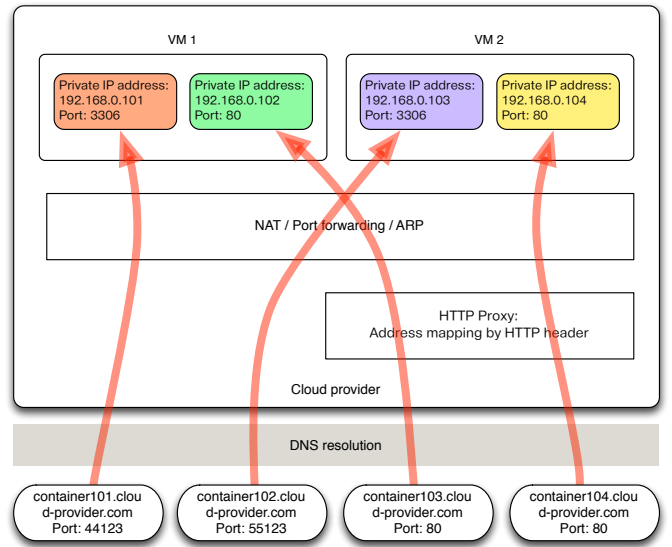 VM 1
VM 2
Private IP address:
192.168.0.101
Port: 3306
Private IP address:
192.168.0.102
Port: 80
Private IP address:
192.168.0.103
Port: 3306
Private IP address:
192.168.0.104
Port: 80
NAT / Port forwarding / ARP
HTTP Proxy:
Address mapping by HTTP header
Cloud provider
DNS resolution
container101.clou
d-provider.com
Port: 44123
container102.clou
d-provider.com
Port: 55123
container103.clou
d-provider.com
Port: 80
container104.clou
d-provider.com
Port: 80